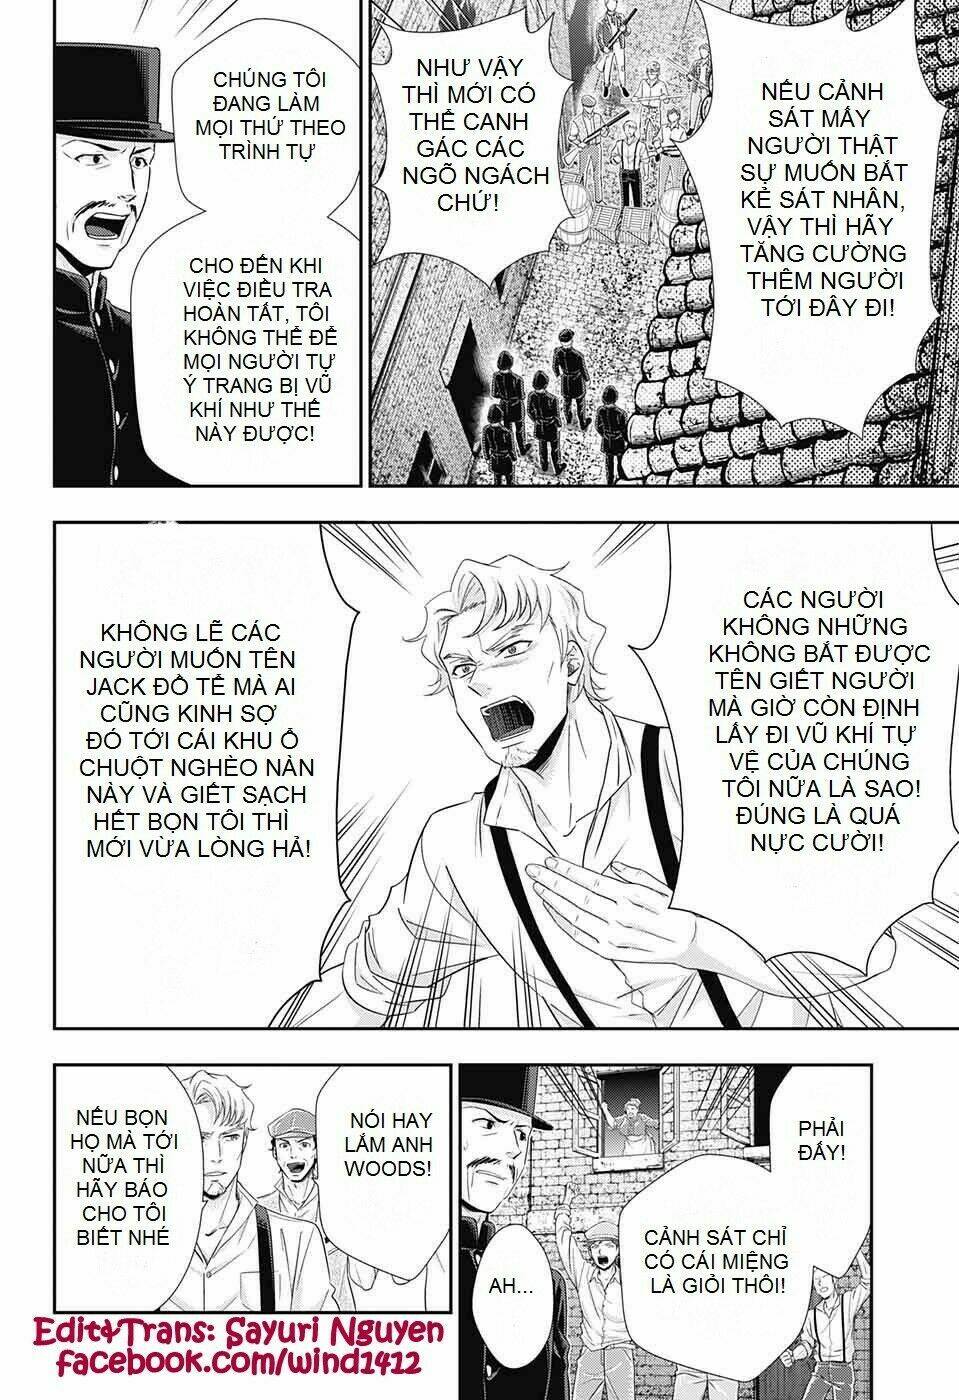 NẾU CẢNH
SÁT MẤY
NGƯỜI THẬT
SỰ MUỐN BẮT
KẺ SÁT NHÂN,
VẬY THÌ HÃY
TĂNG CƯỜNG
THÊM NGƯỜI
TỚI ĐÂY ĐI!
NHƯ VẬY
THÌ MỚI CÓ
THỂ CANH
GÁC CÁC
NGÕ NGÁCH
CHỨ!
CHÚNG TÔI
ĐANG LÀM
MỌI THỨ THEO
TRÌNH TỰ
CHO ĐẾN KHI
VIỆC ĐIỀU TRA
HOÀN TẤT, TÔI
KHÔNG THỂ ĐỂ
MỌI NGƯỜI TỰ
Ý TRANG BỊ VŨ
KHÍ NHƯ THẾ
NÀY ĐƯỢC!
CÁC NGƯỜI
KHÔNG NHỮNG
KHÔNG BẮT ĐƯỢC
TÊN GIẾT NGƯỜI
MÀ GIỜ CÒN ĐỊNH
LẤY ĐI VŨ KHÍ TỰ
VỆ CỦA CHÚNG
TÔI NỮA LÀ SAO!
ĐÚNG LÀ QUÁ
NỰC CƯỜI!
KHÔNG LẼ CÁC
NGƯỜI MUỐN TÊN
JACK ĐỒ TỂ MÀ AI
CŨNG KINH SỢ
ĐÓ TỚI CÁI KHU Ổ
CHUỘT NGHÈO NÀN
NÀY VÀ GIẾT SẠCH
HẾT BỌN TÔI THÌ
MỚI VỪA LÒNG HẢ!
PHẢI
ĐẤY!
CẢNH SÁT CHỈ
CÓ CÁI MIỆNG
LÀ GIỎI THÔI!
AH...
NÓI HAY
LẮM ANH
WOODS!
NẾU BỌN
HỌ MÀ TỚI
NỮA THÌ
HÃY BÁO
CHO TÔI
BIẾT NHÉ
Edit&Trans: Sayuri Nguyen
facebook.com/wind1412